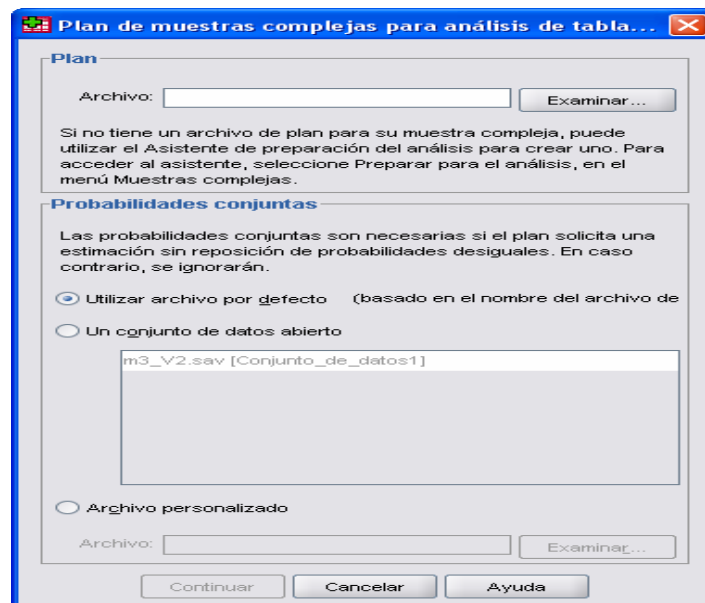 Plan de muestras complejas para análisis de tabla...
Plan
Archivo:
Examinar...
Si no tiene un archivo de plan para su muestra compleja, puede
utilizar el Asistente de preparación del análisis para crear uno. Para
acceder al asistente, seleccione Preparar para el análisis, en el
menú Muestras complejas.
Probabilidades conjuntas
Las probabilidades conjuntas son necesarias si el plan solicita una
estimación sin reposición de probabilidades desiguales. En caso
contrario, se ignorarán.
Utilizar archivo por defecto (basado en el nombre del archivo de
Un conjunto de datos abierto
m3_V2.sav [Conjunto_de_datos1]
Archivo personalizado
Archivo:
Examinar...
Continuar
Cancelar
Ayuda